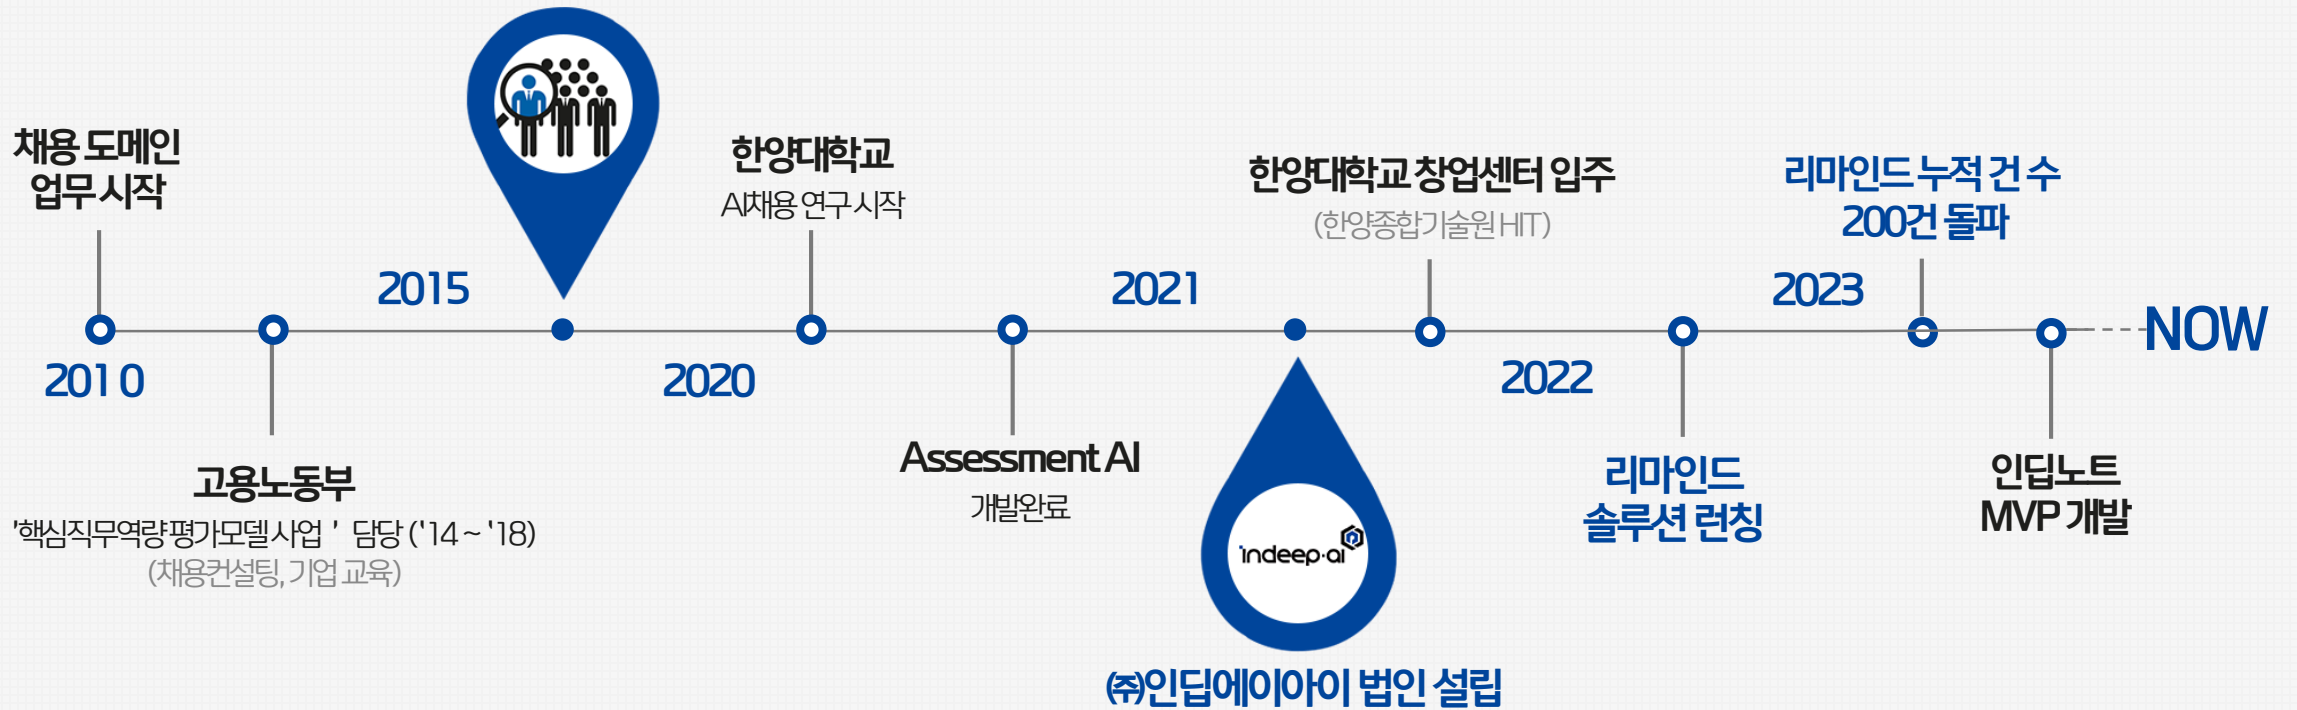 채용 도메인
업무 시작
2010
고용노동부
'핵심직무역량 평가모델 사업 ' 담당 ('14 ~ '18)
(채용컨설팅, 기업 교육)
2015
2020
한양대학교
AI채용 연구 시작
Assessment AI
개발완료
2021
indeep.ai
㈜인딥에이아이 법인 설립
한양대학교 창업센터 입주
(한양종합기술원 HIT)
2022
리마인드
솔루션 런칭
2023
리마인드 누적 건 수
200건 돌파
인딥노트
MVP 개발
NOW